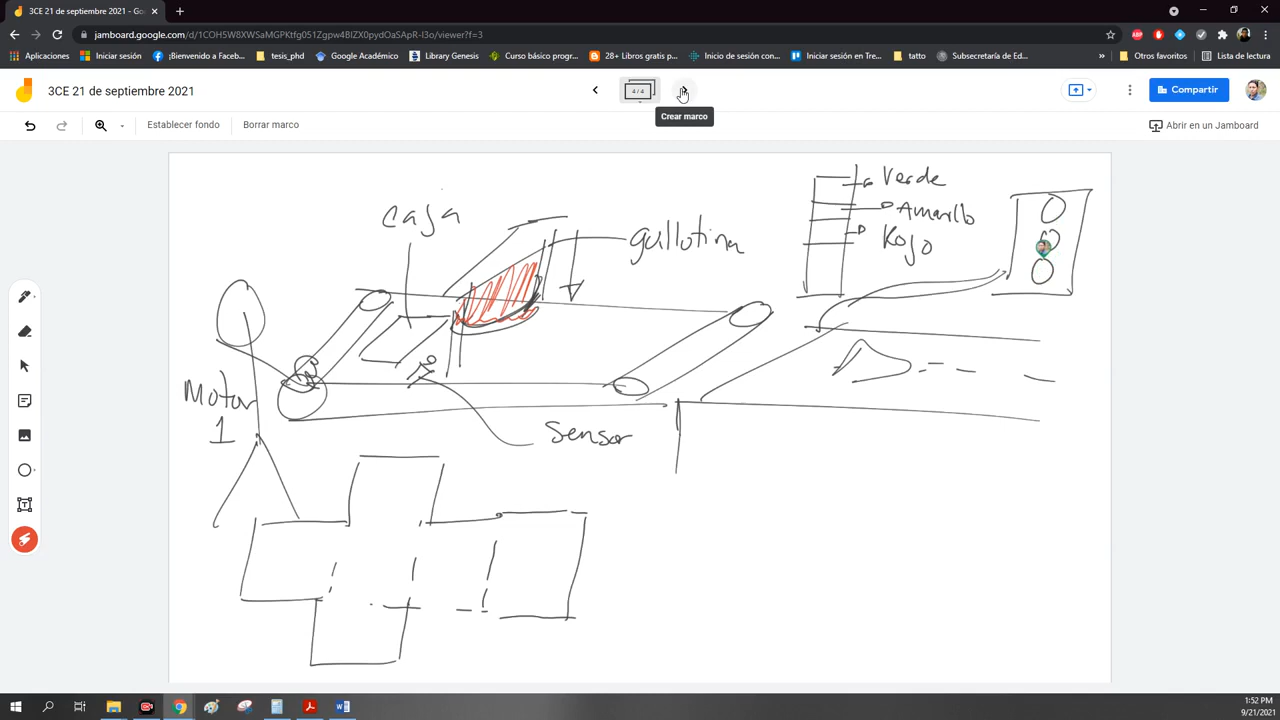 3CE 21 de septiembre 2021 - Go
jamboard.google.com/d/1COH5W8XWSaMGPKtfg051Zgpw4BlZX0pydOaSApR-I3o/viewer?f=3
Aplicaciones
Iniciar sesión
¡Bienvenido a Faceb...
tesis_phd
Google Académico
Library Genesis
Curso básico progr...
28+ Libros gratis p...
Inicio de sesión con...
Iniciar sesión en Tre...
tatto
Subsecretaría de Ed...
»
Otros favoritos
Lista de lectura
3CE 21 de septiembre 2021
4 / 4
Compartir
Crear marco
Establecer fondo
Borrar marco
Abrir en un Jamboard
caja
gullotina
Verde
Amarillo
Rojo
Motor
1
Sensor
1:52 PM
9/21/2021